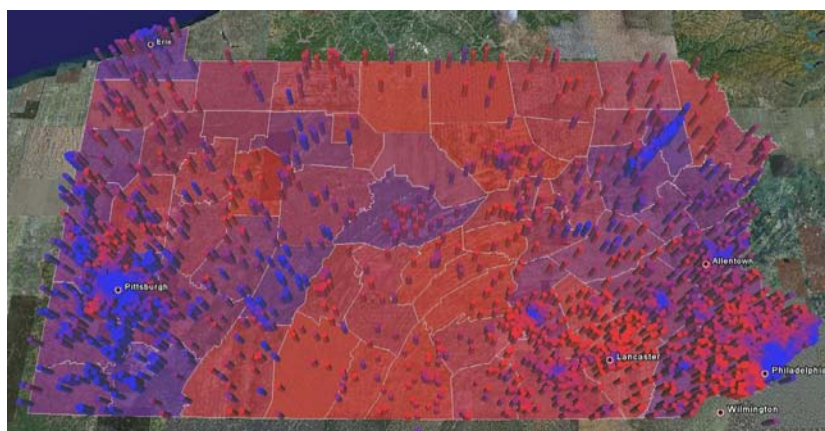 Erie
Pittsburgh
Allentown
Lancaster
Philadelphia
Wilmington